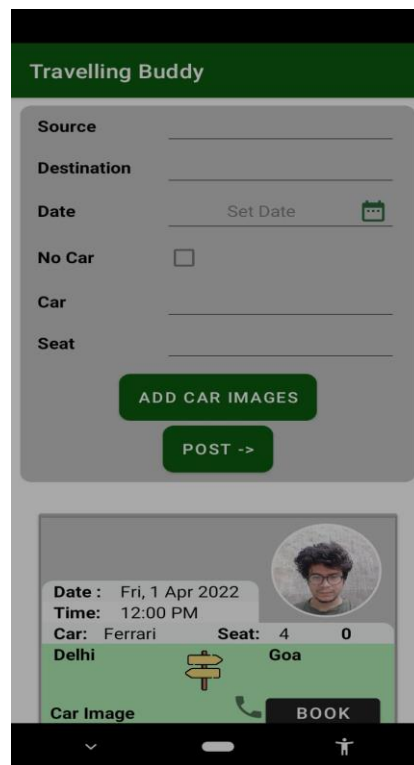 Travelling Buddy
Source
Destination
Date Set Date
No Car
Car
Seat
ADD CAR IMAGES
POST ->
Date : Fri, 1 Apr 2022
Time: 12:00 PM
Car: Ferrari Seat: 4 0
Delhi Goa
Car Image BOOK